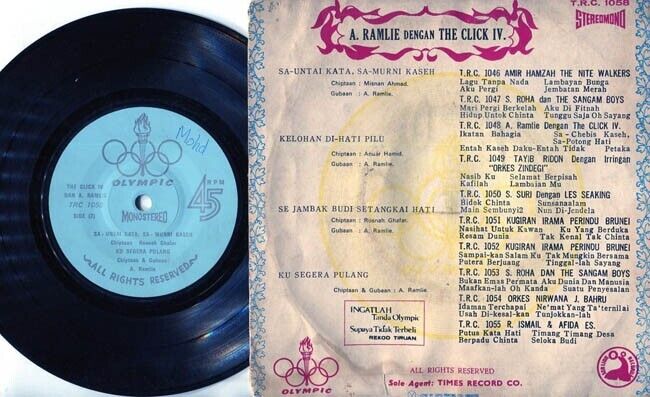 Mohd
OLYMPIC
THE CLICK IV
DAN A. RAMLIE
TRC 1058
SIDE (2)
MONOSTEREO
45
RPM
SA-UNTAI KATA, SA-MURNI KASEH
Chiptaan Rosnah Ghafar
KU SEGERA PULANG
Chiptaan & Gubaan :
A. Ramlie.
ALL RIGHTS RESERVED
T.R.C. 1058
STEREOMONO
A. RAMLIE DENGAN THE CLICK IV.
SA-UNTAI KATA, SA-MURNI KASEH
Chiptaan : Misnan Ahmad.
Gubaan : A. Ramlie.
KELOHAN DI-HATI PILU
Chiptaan : Anuar Hamid.
Gubaan : A. Ramlie.
SE JAMBAK BUDI SETANGKAI HATI
Chiptaan : Rosnah Ghafar.
Gubaan : A. Ramlie.
KU SEGERA PULANG
Chiptaan & Gubaan : A. Ramlie.
INGATLAH
Tanda Olympic
Supaya Tidak Terbeli
REKOD TIRUAN
T.R.C. 1046 AMIR HAMZAH THE NITE WALKERS
Lagu Tanpa Nada Lambayan Bunga
Aku Pergi Jembatan Merah
T.R.C. 1047 S. ROHA dan THE SANGAM BOYS
Mari Pergi Berkelah Aku Di Fitnah
Hidup Untok Chinta Tunggu Saja Oh Sayang
T.R.C. 1048 A. Ramlie Dengan The CLICK IV.
Ikatan Bahagia Sa - Chebis Kaseh,
Sa-Potong Hati
Entah Kaseh Daku-Entah Tidak Petaka
T.R.C. 1049 TAYIB RIDON Dengan Irringan
"ORKES ZINDEGI"
Nasib Ku Selamat Berpisah
Kafilah Lambaian Mu
T.R.C. 1050 S. SURI Dengan LES SEAKING
Bidok Chinta Sunsanaan
Main Sembunyi2 Nun Di-Jendela
T.R.C. 1051 KUGIRAN IRAMA PERINDU BRUNEI
Nasihat Untuk Kawan Ku Yang Berduka
Resam Dunia Tak Kenal Tak Chinta
T.R.C. 1052 KUGIRAN IRAMA PERINDU BRUNEI
Sampai-kan Salam Ku Tak Mungkin Bersama
Putera Berjuang Tinggal-lah Sayang
T.R.C. 1053 S. ROHA DAN THE SANGAM BOYS
Bukan Emas Permata Aku Dunia Dan Manusia
Maafkan-lah Oh Kanda Suatu Penyesalan
T.R.C. 1054 ORKES NIRWANA J. BAHRU
Idaman Terchapai Ne'mat Yang Ta'ternilai
Usah Di-kesal-kan Tunjokkan-lah
T.R.C. 1055 R. ISMAIL & AFIDA ES.
Putus Kata Hati Timang Timang Desa
Berpadu Chinta Seloka Budi
OLYMPIC
ALL RIGHTS RESERVED
Sole Agent: TIMES RECORD CO.